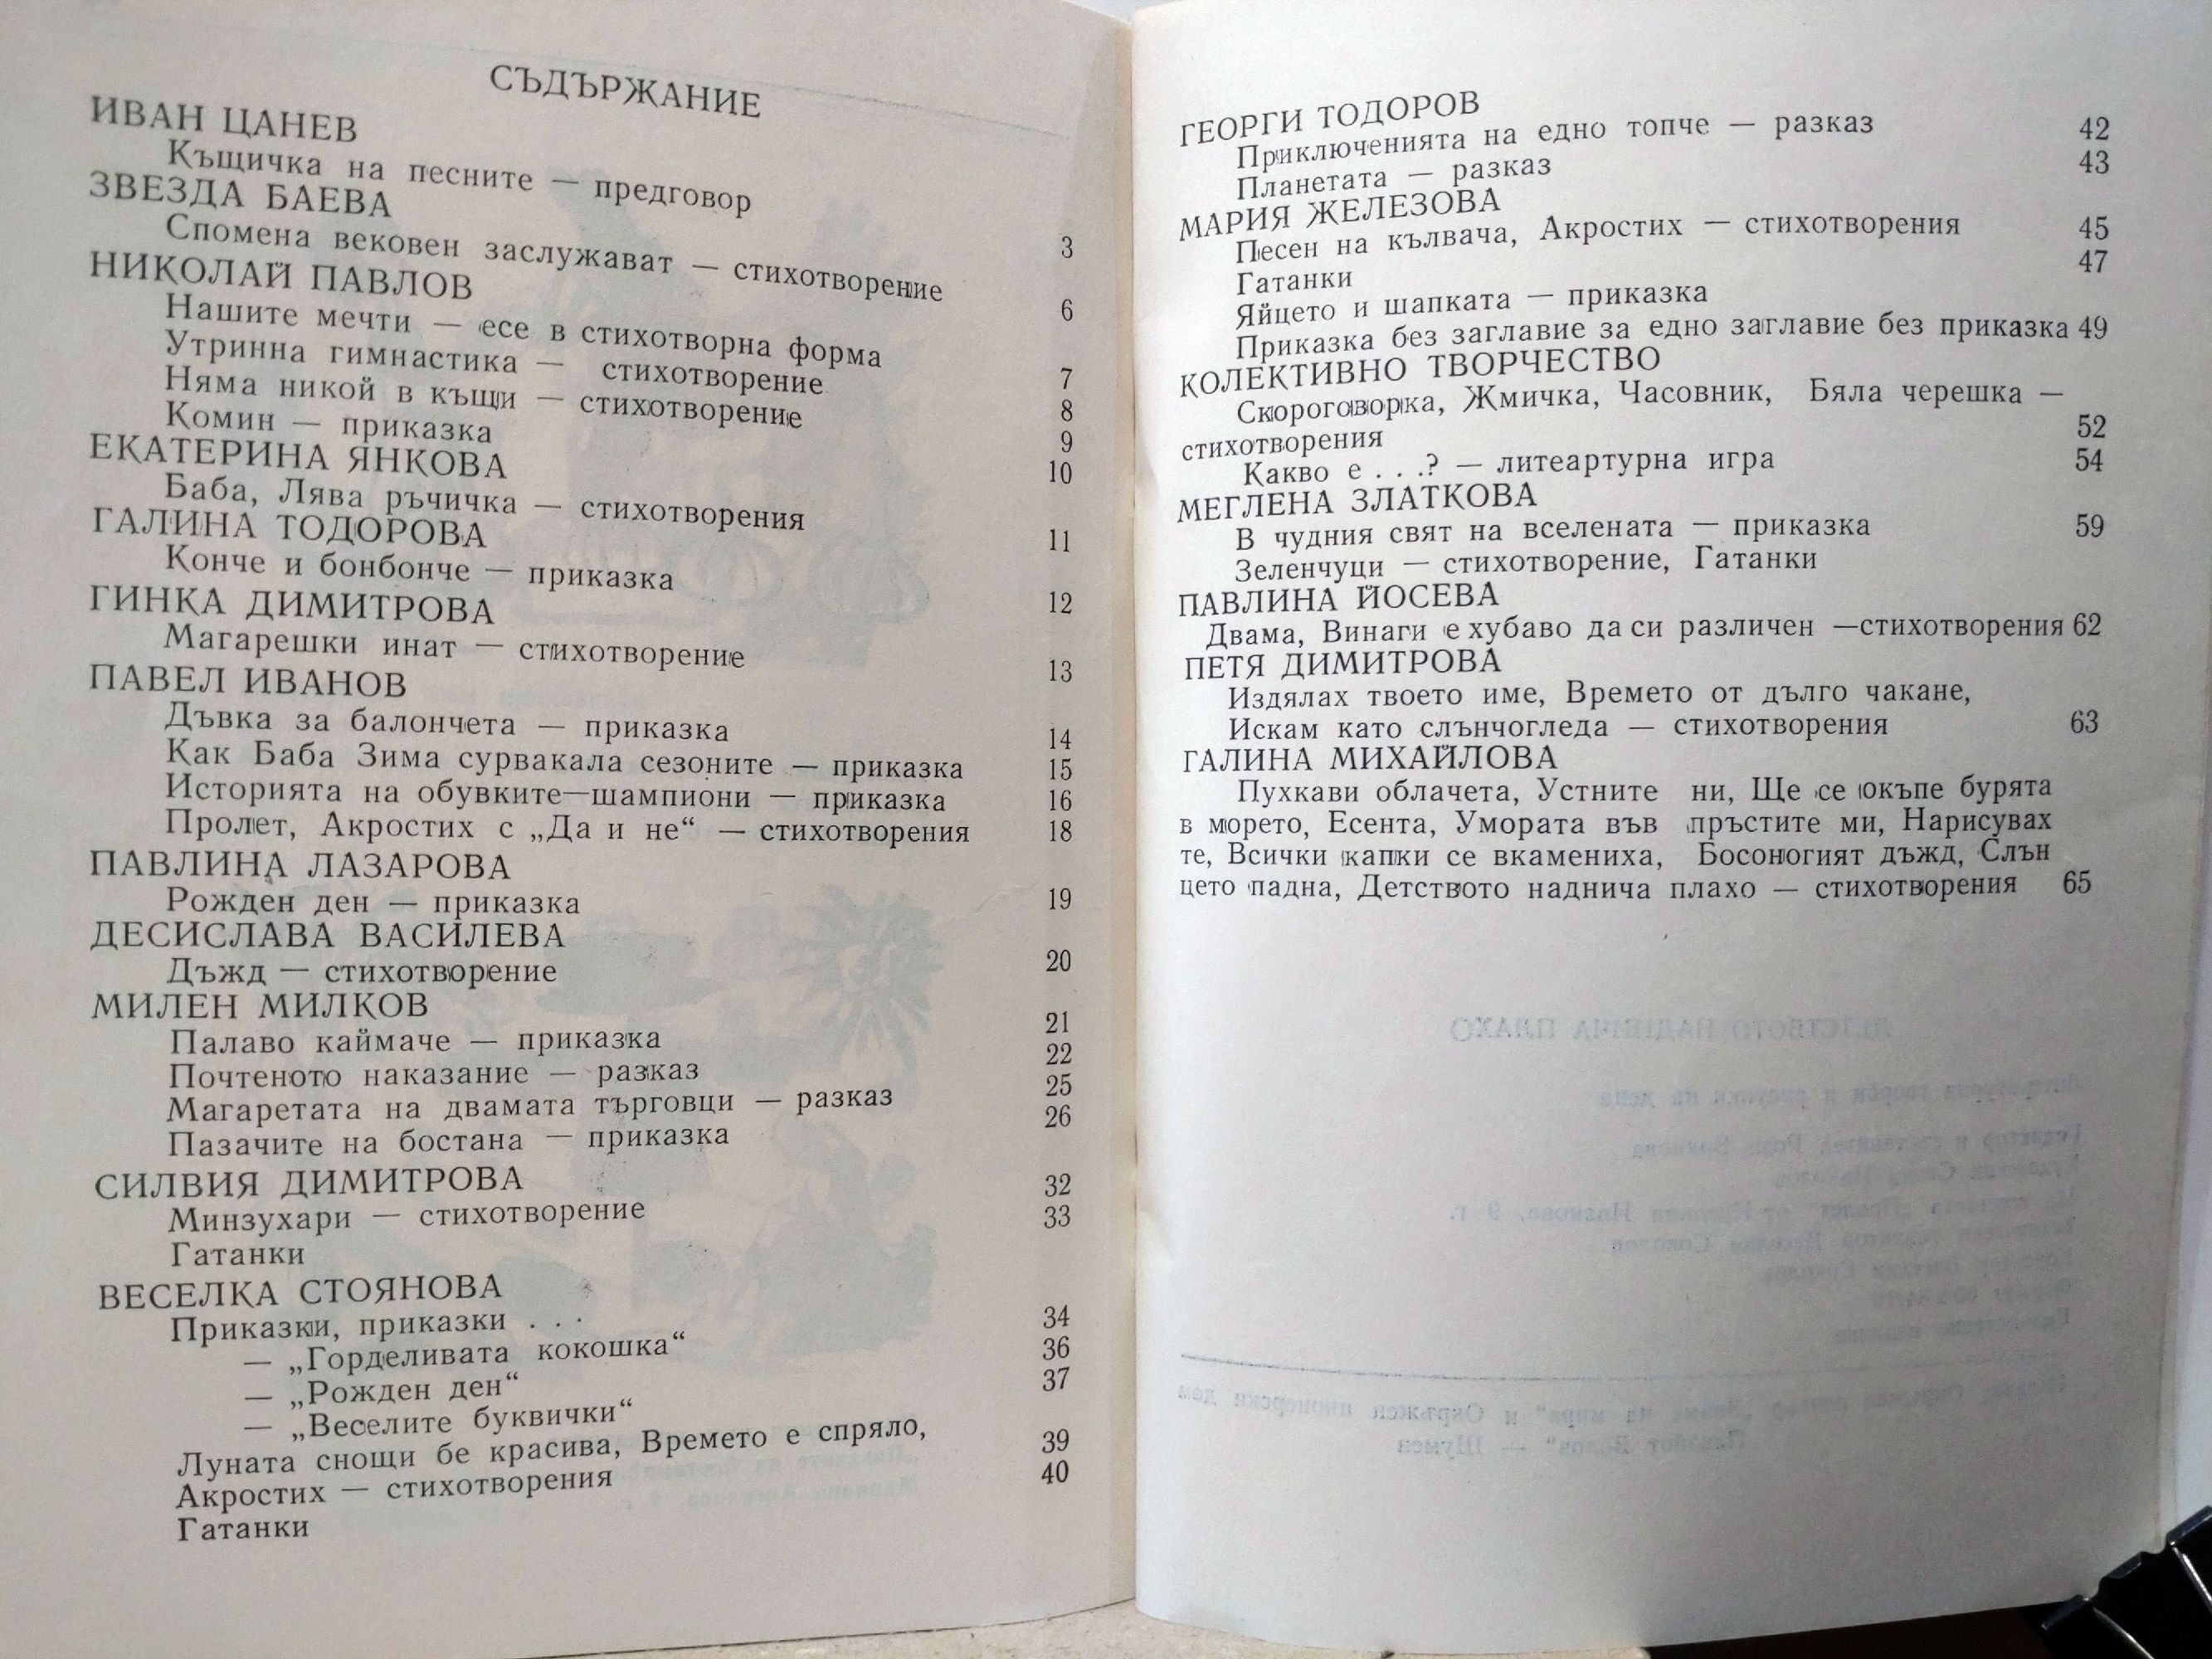 СЪДЪРЖАНИЕ
ИВАН ЦАНЕВ
Къщичка на песните — предговор 3
ЗВЕЗДА БАЕВА
Спомена вековен заслужават — стихотворение 6
НИКОЛАЙ ПАВЛОВ
Нашите мечти — есе в стихотворна форма 7
Утринна гимнастика — стихотворение 8
Няма никой в къщи — стихотворение 9
Комин — приказка 10
ЕКАТЕРИНА ЯНКОВА
Баба, Лява ръчичка — стихотворения 11
ГАЛИНА ТОДОРОВА
Конче и бонбонче — приказка 12
ГИНКА ДИМИТРОВА
Магарешки инат — стихотворение 13
ПАВЕЛ ИВАНОВ
Дъвка за балончета — приказка 14
Как Баба Зима сурвакала сезоните — приказка 15
Историята на обувките—шампиони — приказка 16
Пролет, Акростих с „Да и не“ — стихотворения 18
ПАВЛИНА ЛАЗАРОВА
Рожден ден — приказка 19
ДЕСИСЛАВА ВАСИЛЕВА
Дъжд — стихотворение 20
МИЛЕН МИЛКОВ
Палаво каймаче — приказка 21
Почтеното наказание — разказ 22
Магаретата на двамата търговци — разказ 25
Пазачите на бостана — приказка 26
СИЛВИЯ ДИМИТРОВА
Минзухари — стихотворение 32
Гатанки 33
ВЕСЕЛКА СТОЯНОВА
Приказки, приказки . . .
— „Горделивата кокошка“ 34
— „Рожден ден“ 36
— „Веселите буквички“ 37
Луната снощи бе красива, Времето е спряло,
Акростих — стихотворения 39
Гатанки 40
ГЕОРГИ ТОДОРОВ
Приключенията на едно топче — разказ 42
Планетата — разказ 43
МАРИЯ ЖЕЛЕЗОВА
Песен на кълвача, Акростих — стихотворения 45
Гатанки 47
Яйцето и шапката — приказка
Приказка без заглавие за едно заглавие без приказка 49
КОЛЕКТИВНО ТВОРЧЕСТВО
Скороговорка, Жмичка, Часовник, Бяла черешка —
стихотворения 52
Какво е . . .? — литеартурна игра 54
МЕГЛЕНА ЗЛАТКОВА
В чудния свят на вселената — приказка 59
Зеленчуци — стихотворение, Гатанки
ПАВЛИНА ЙОСЕВА
Двама, Винаги е хубаво да си различен —стихотворения 62
ПЕТЯ ДИМИТРОВА
Издялах твоето име, Времето от дълго чакане,
Искам като слънчогледа — стихотворения 63
ГАЛИНА МИХАЙЛОВА
Пухкави облачета, Устните ни, Ще се окъпе бурята
в морето, Есента, Умората във пръстите ми, Нарисувах
те, Всички капки се вкамениха, Босоногият дъжд, Слън
цето падна, Детството наднича плахо — стихотворения 65